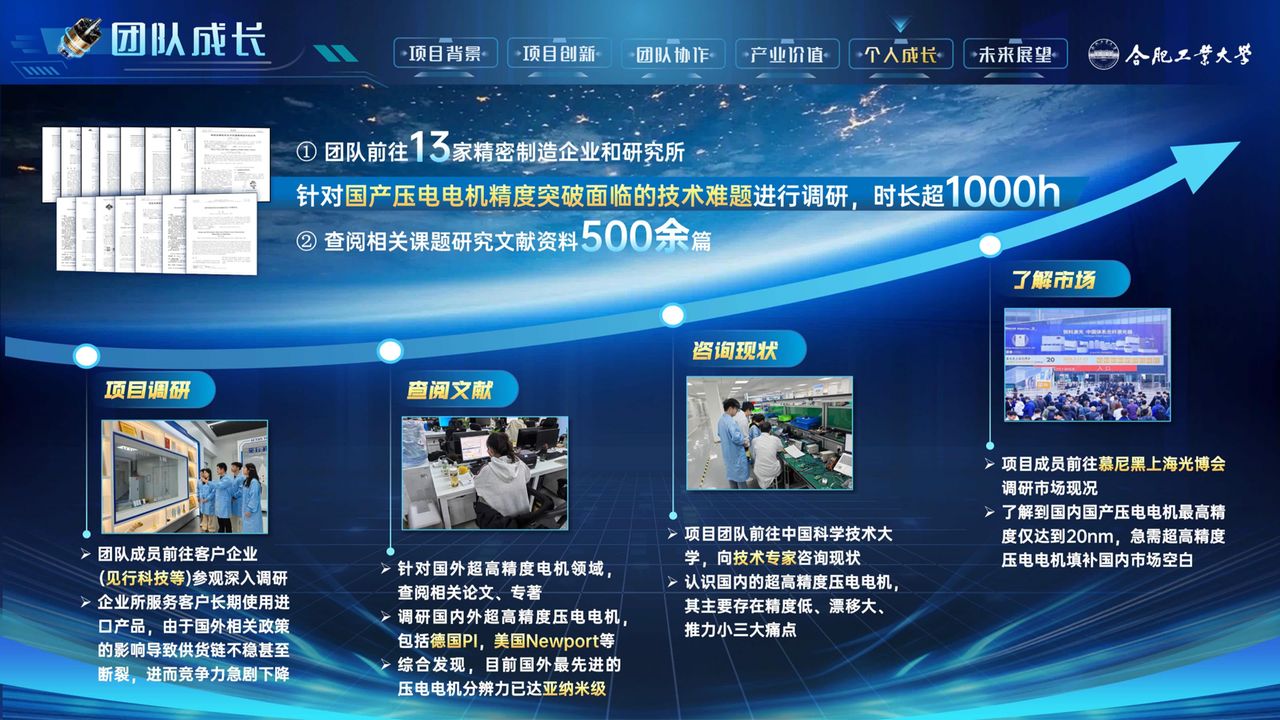 团队成长
项目背景
项目创新
团队协作
产业价值
个人成长
未来展望
合肥工业大学
① 团队前往13家精密制造企业和研究所
针对国产压电电机精度突破面临的技术难题进行调研，时长超1000h
② 查阅相关课题研究文献资料500余篇
项目调研
团队成员前往客户企业
(见行科技等)参观深入调研
企业所服务客户长期使用进
口产品，由于国外相关政策
的影响导致供货链不稳甚至
断裂，进而竞争力急剧下降
查阅文献
针对国外超高精度电机领域，
查阅相关论文、专著
调研国内外超高精度压电电机，
包括德国PI，美国Newport等
综合发现，目前国外最先进的
压电电机分辨力已达亚纳米级
咨询现状
项目团队前往中国科学技术大
学，向技术专家咨询现状
认识国内的超高精度压电电机，
其主要存在精度低、漂移大、
推力小三大痛点
了解市场
入口
项目成员前往慕尼黑上海光博会
调研市场现况
了解到国内国产压电电机最高精
度仅达到20nm，急需超高精度
压电电机填补国内市场空白